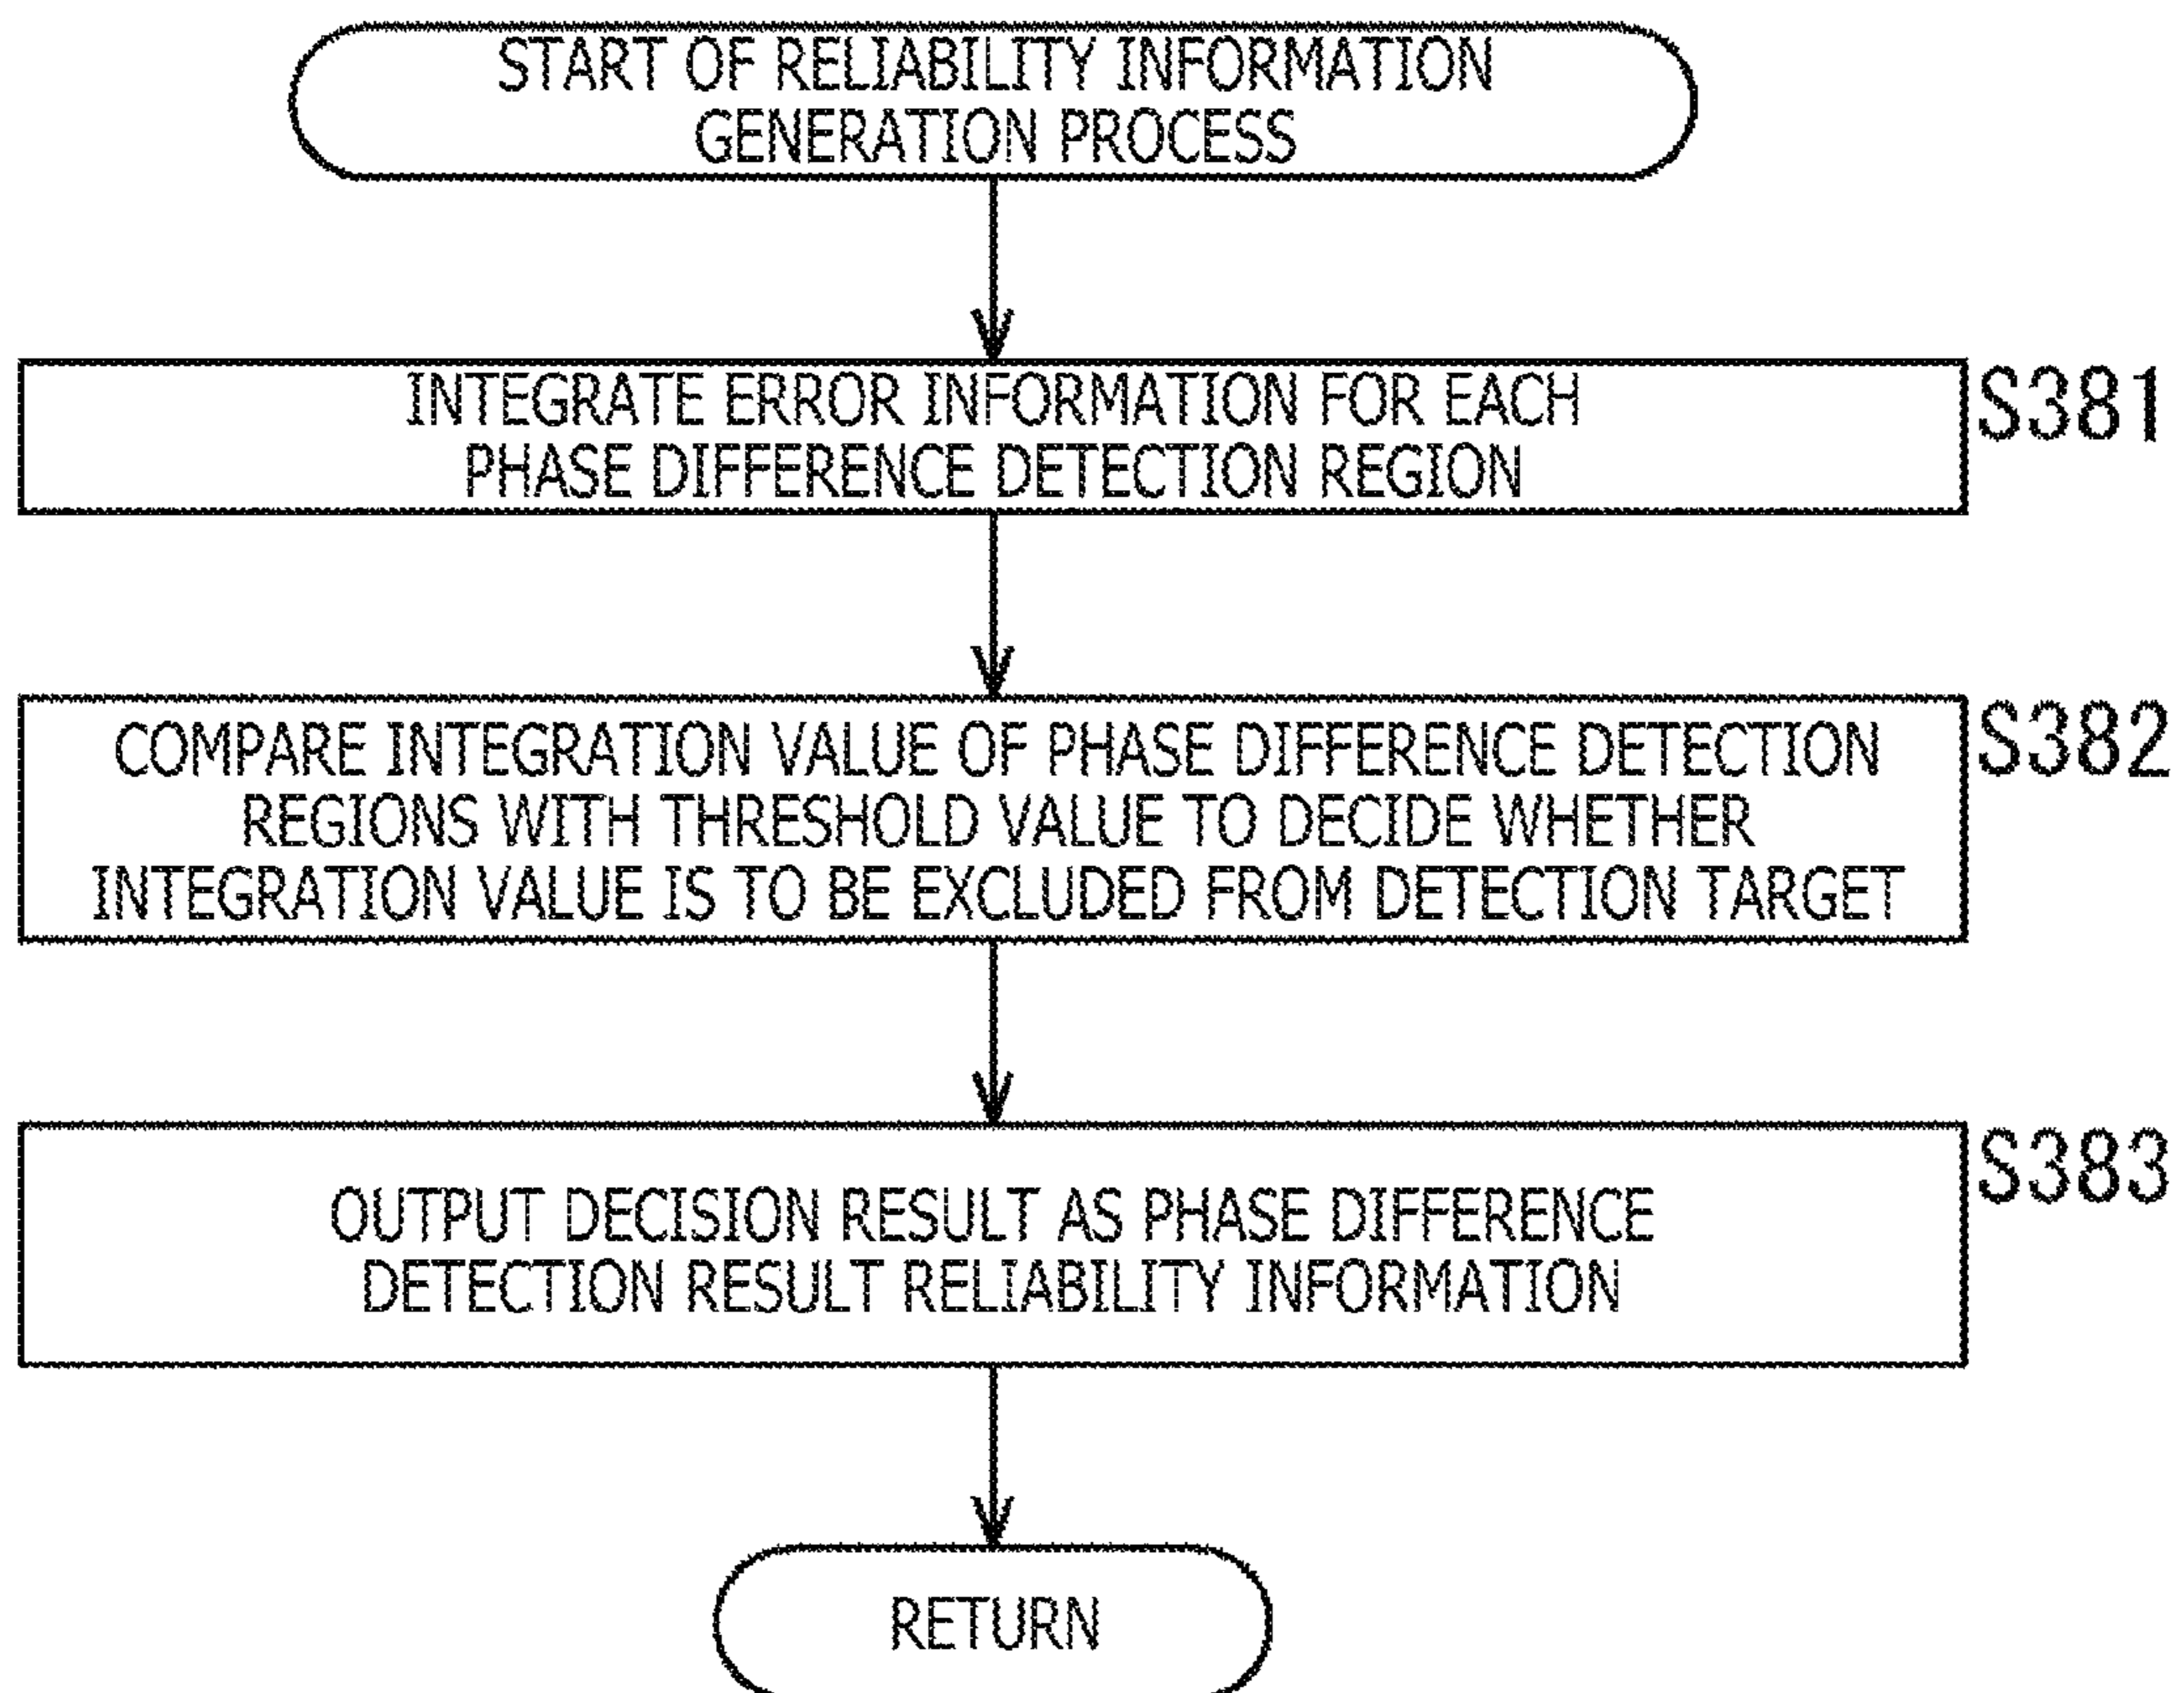 START OF RELIABILITY INFORMATION
GENERATION PROCESS
INTEGRATE ERROR INFORMATION FOR EACH
PHASE DIFFERENCE DETECTION REGION
S381
COMPARE INTEGRATION VALUE OF PHASE DIFFERENCE DETECTION
REGIONS WITH THRESHOLD VALUE TO DECIDE WHETHER
INTEGRATION VALUE IS TO BE EXCLUDED FROM DETECTION TARGET
S382
OUTPUT DECISION RESULT AS PHASE DIFFERENCE
DETECTION RESULT RELIABILITY INFORMATION
S383
RETURN